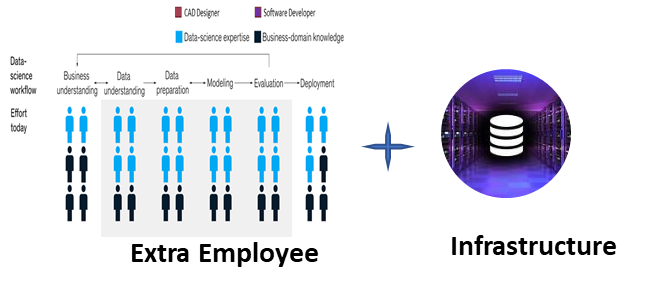 CAD Designer
Software Developer
Data-science expertise
Business-domain knowledge
Data-
science
workflow
Business
understanding
Data
understanding
Data
preparation
Modeling
Evaluation
Deployment
Effort
today
Extra Employee
Infrastructure